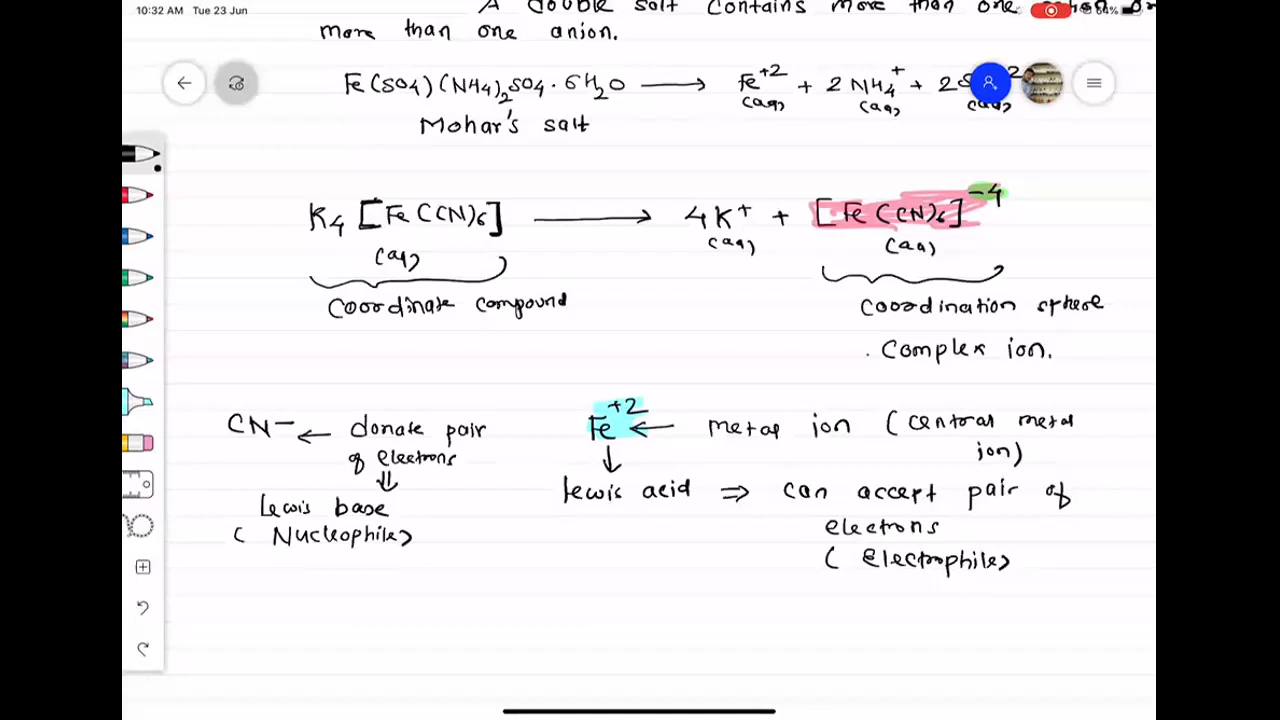 10:32 AM Tue 23 Jun
A double salt contains more than one
more than one anion.
Fe(SO4)(NH4)2SO4·6H2O → Fe+2 + 2NH4+ + 2
(aq) (aq) (aq)
Mohar's salt
K4 [Fe(CN)6] → 4K+ + [Fe(CN)6]-4
(aq) (aq) (aq)
Coordinate compound Coordination sphere
Complex ion.
CN- ← donate pair Fe+2 ← metal ion (central metal
of electrons ion)
Lewis base lewis acid ⇒ can accept pair of
(Nucleophile) electrons
(Electrophile)